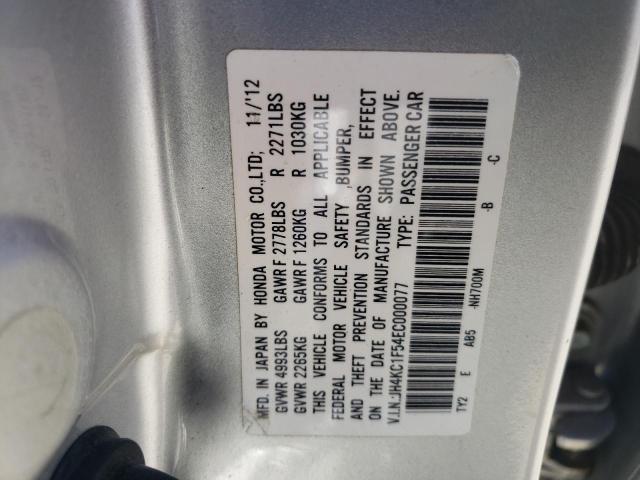 MFD. IN JAPAN BY HONDA MOTOR CO.,LTD; 11/'12
GVWR 4993LBS GAWR F 2778LBS R 2271LBS
GVWR 2265KG GAWR F 1260KG R 1030KG
THIS VEHICLE CONFORMS TO ALL APPLICABLE
FEDERAL MOTOR VEHICLE SAFETY ,BUMPER,
AND THEFT PREVENTION STANDARDS IN EFFECT
ON THE DATE OF MANUFACTURE SHOWN ABOVE.
V.I.N.:JH4KC1F54EC000077 TYPE: PASSENGER CAR
TY2 E AB5 -NH700M -B -C